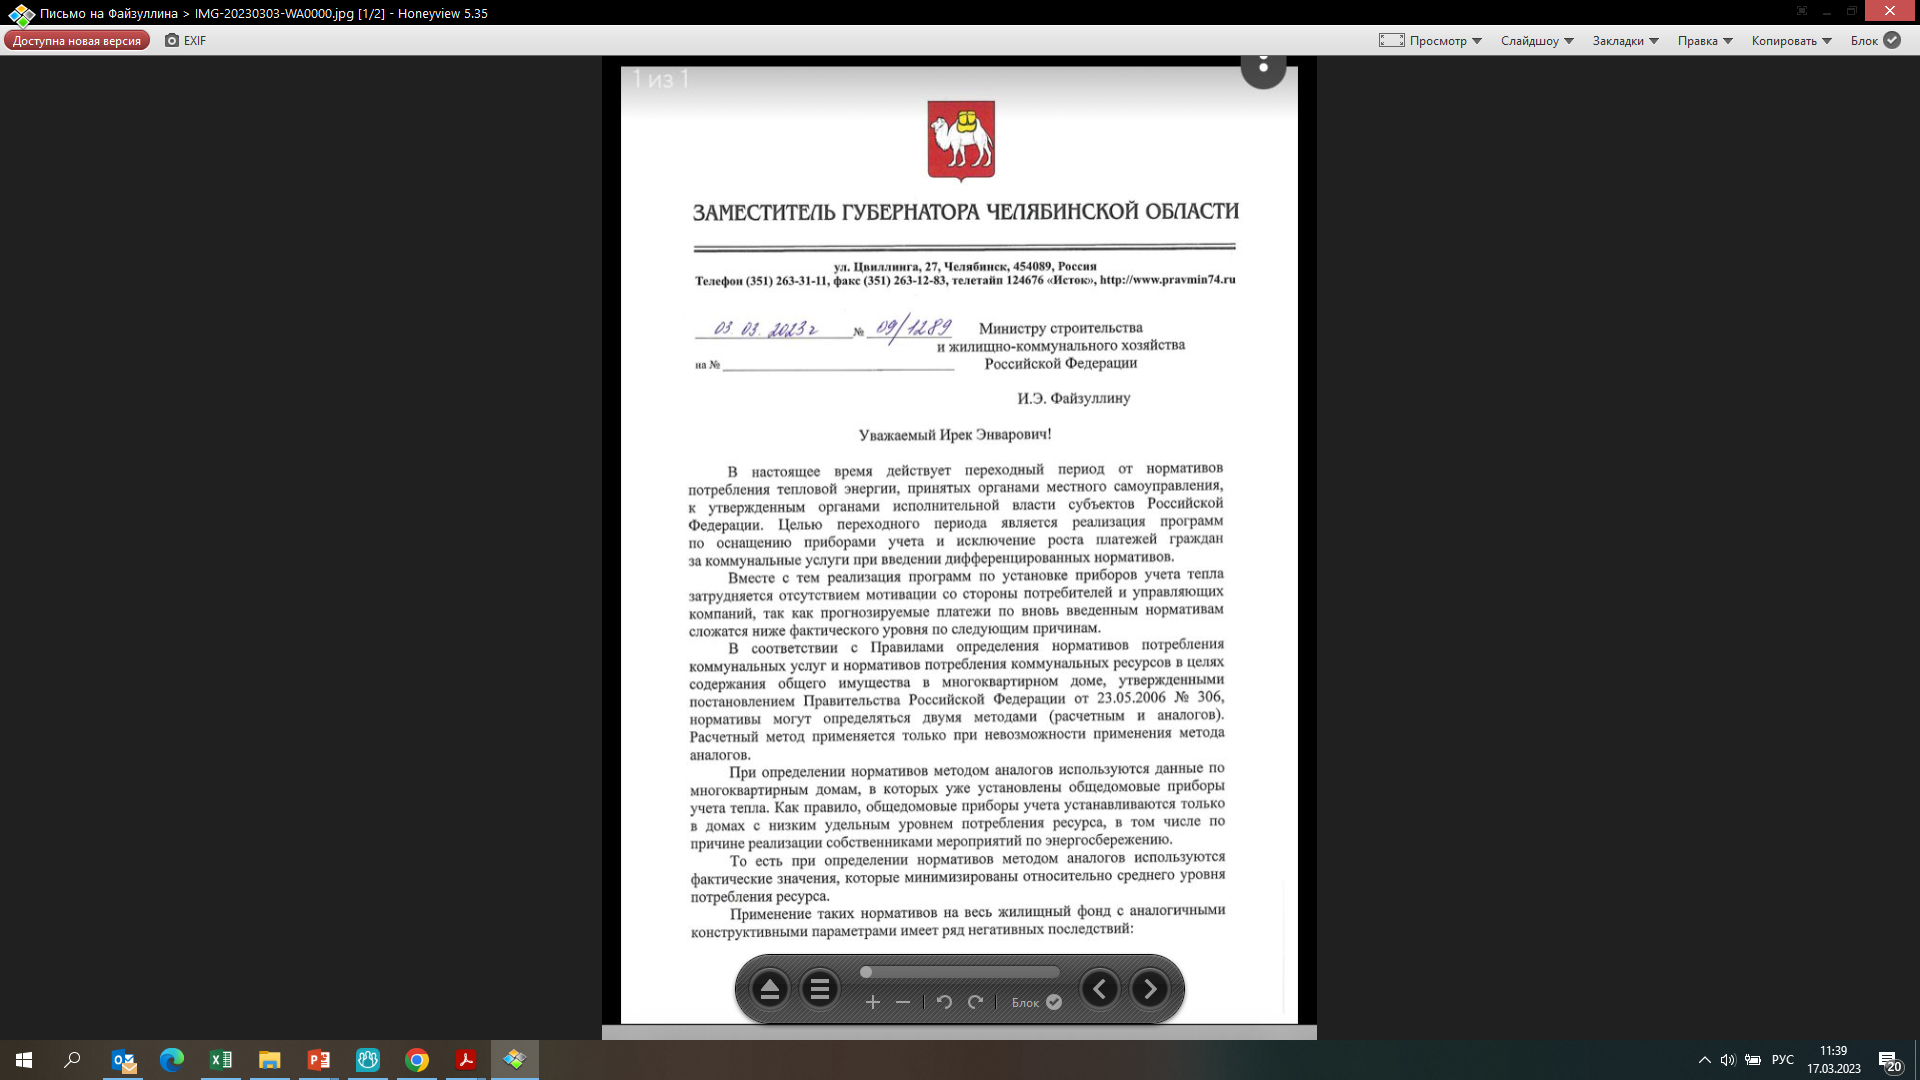 Письмо на Файзуллина > IMG-20230303-WA0000.jpg [1/2] - Honeyview 5.35
Доступна новая версия
EXIF
Просмотр
Слайдшоу
Закладки
Правка
Копировать
Блок
1 из 1
ЗАМЕСТИТЕЛЬ ГУБЕРНАТОРА ЧЕЛЯБИНСКОЙ ОБЛАСТИ
ул. Цвиллинга, 27, Челябинск, 454089, Россия
Телефон (351) 263-31-11, факс (351) 263-12-83, телетайп 124676 «Исток», http://www.pravmin74.ru
03.03.2023г № 09/1289
на №
Министру строительства
и жилищно-коммунального хозяйства
Российской Федерации
И.Э. Файзуллину
Уважаемый Ирек Энварович!
В настоящее время действует переходный период от нормативов
потребления тепловой энергии, принятых органами местного самоуправления,
к утвержденным органами исполнительной власти субъектов Российской
Федерации. Целью переходного периода является реализация программ
по оснащению приборами учета и исключение роста платежей граждан
за коммунальные услуги при введении дифференцированных нормативов.
Вместе с тем реализация программ по установке приборов учета тепла
затрудняется отсутствием мотивации со стороны потребителей и управляющих
компаний, так как прогнозируемые платежи по вновь введенным нормативам
сложатся ниже фактического уровня по следующим причинам.
В соответствии с Правилами определения нормативов потребления
коммунальных услуг и нормативов потребления коммунальных ресурсов в целях
содержания общего имущества в многоквартирном доме, утвержденными
постановлением Правительства Российской Федерации от 23.05.2006 № 306,
нормативы могут определяться двумя методами (расчетным и аналогов).
Расчетный метод применяется только при невозможности применения метода
аналогов.
При определении нормативов методом аналогов используются данные по
многоквартирным домам, в которых уже установлены общедомовые приборы
учета тепла. Как правило, общедомовые приборы учета устанавливаются только
в домах с низким удельным уровнем потребления ресурса, в том числе по
причине реализации собственниками мероприятий по энергосбережению.
То есть при определении нормативов методом аналогов используются
фактические значения, которые минимизированы относительно среднего уровня
потребления ресурса.
Применение таких нормативов на весь жилищный фонд с аналогичными
конструктивными параметрами имеет ряд негативных последствий:
Блок
РУС
11:39
17.03.2023
20